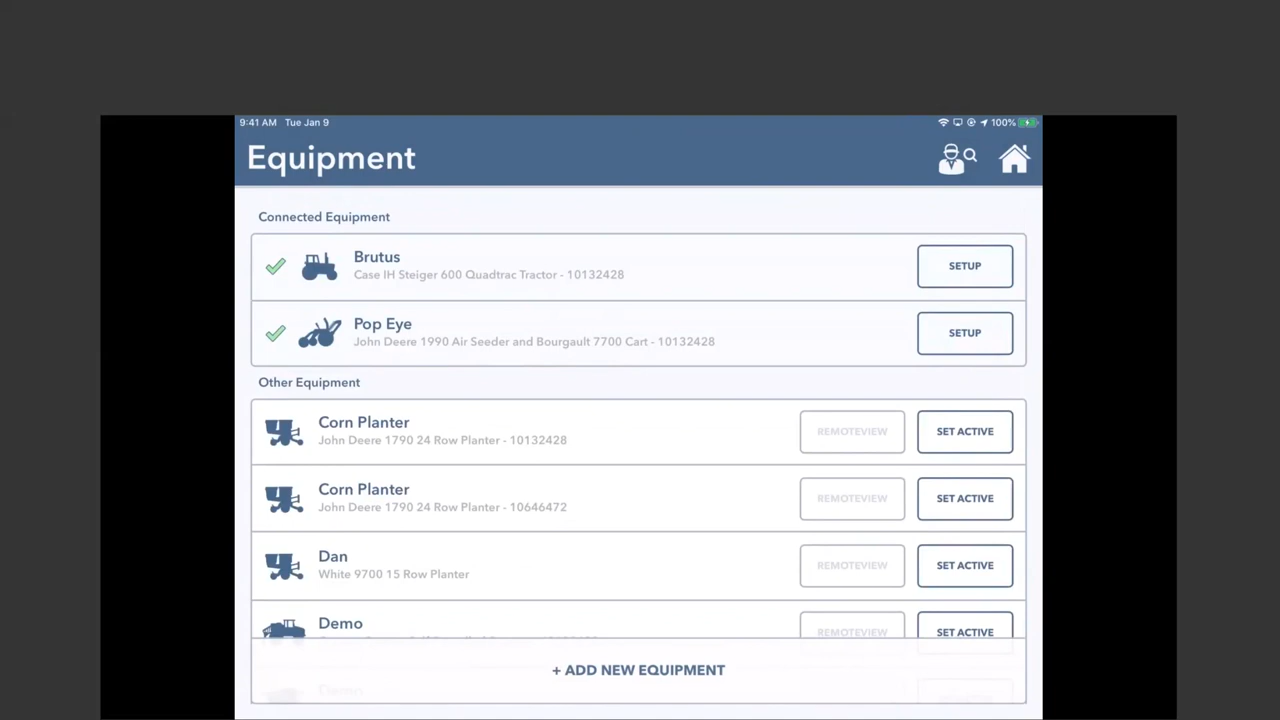 9:41 AM Tue Jan 9
100%
Equipment
Connected Equipment
Brutus
Case IH Steiger 600 Quadtrac Tractor - 10132428
SETUP
Pop Eye
John Deere 1990 Air Seeder and Bourgault 7700 Cart - 10132428
SETUP
Other Equipment
Corn Planter
John Deere 1790 24 Row Planter - 10132428
REMOTEVIEW
SET ACTIVE
Corn Planter
John Deere 1790 24 Row Planter - 10646472
REMOTEVIEW
SET ACTIVE
Dan
White 9700 15 Row Planter
REMOTEVIEW
SET ACTIVE
Demo
REMOTEVIEW
SET ACTIVE
+ ADD NEW EQUIPMENT
Demo